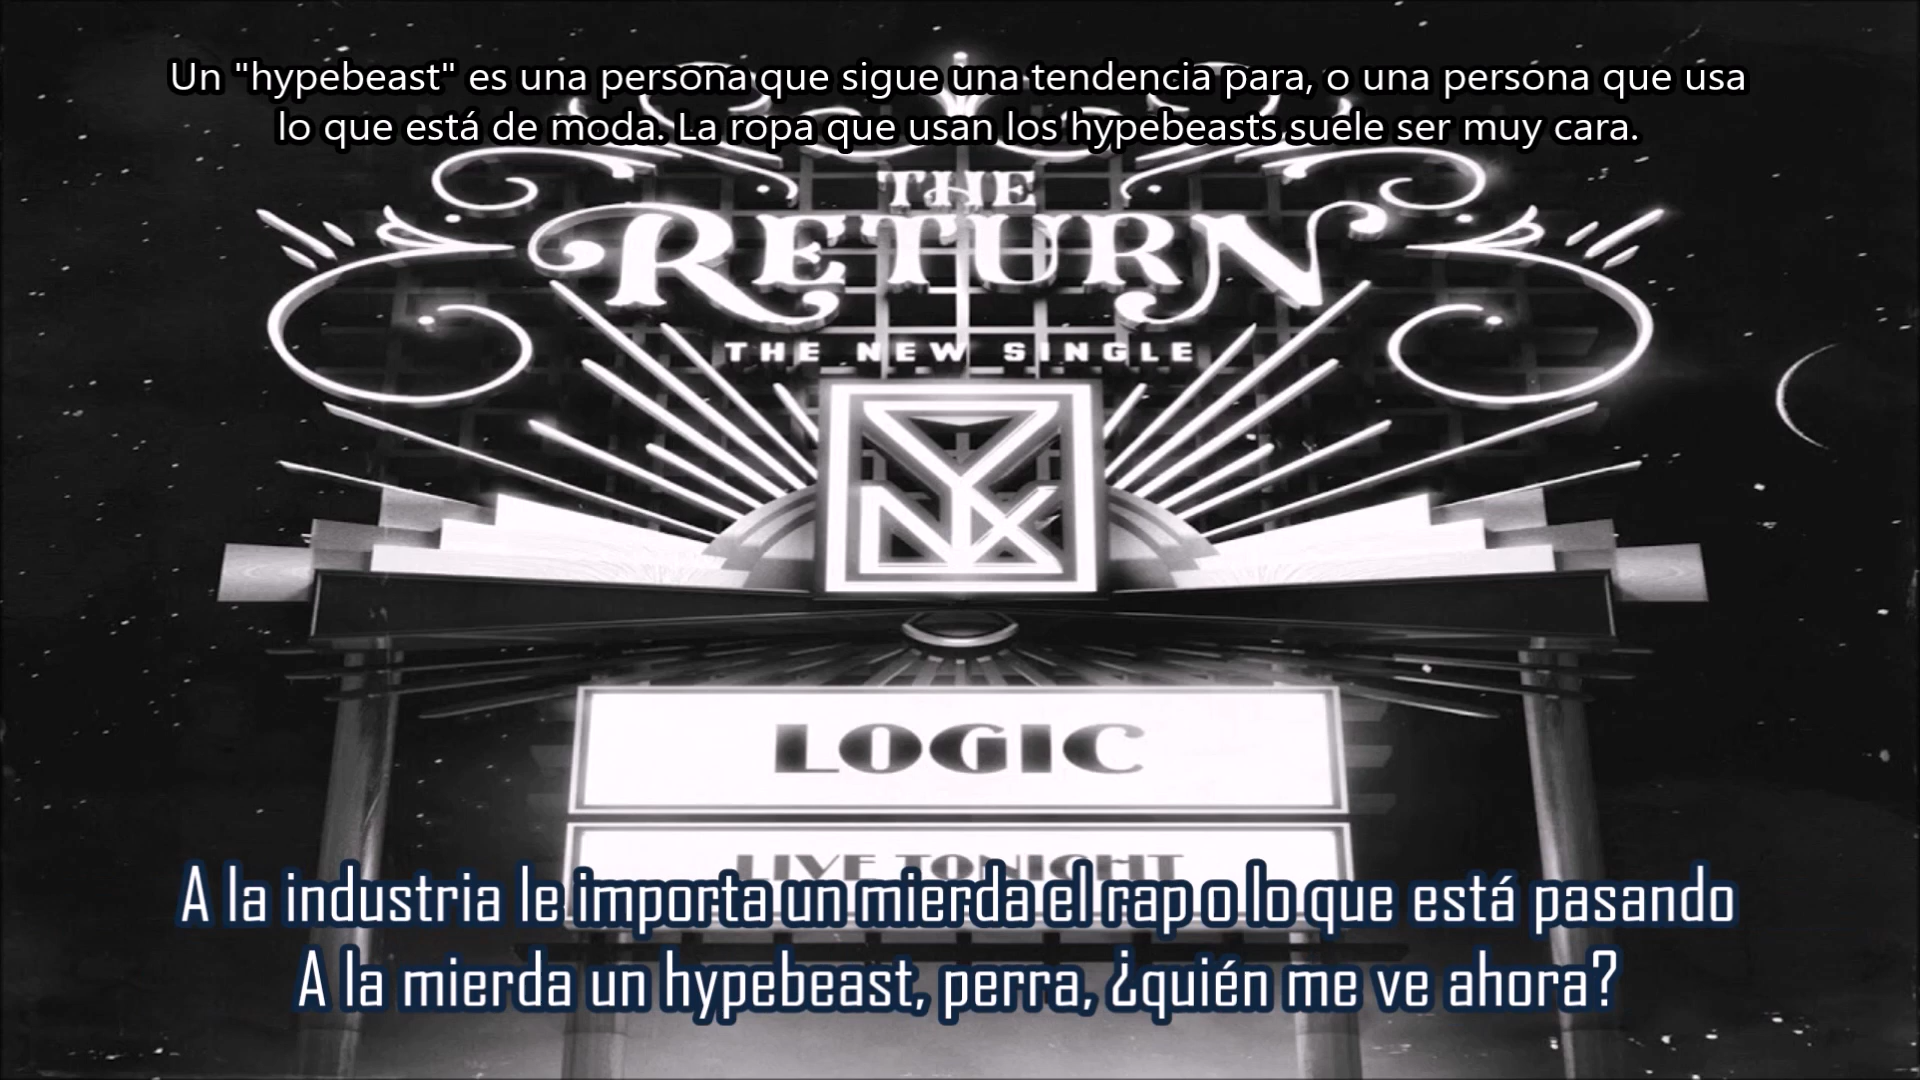 Un "hypebeast" es una persona que sigue una tendencia para, o una persona que usa
lo que está de moda. La ropa que usan los hypebeasts suele ser muy cara.
THE
RETURN
THE NEW SINGLE
LOGIC
LIVE TONIGHT
A la industria le importa un mierda el rap o lo que está pasando
A la mierda un hypebeast, perra, ¿quién me ve ahora?